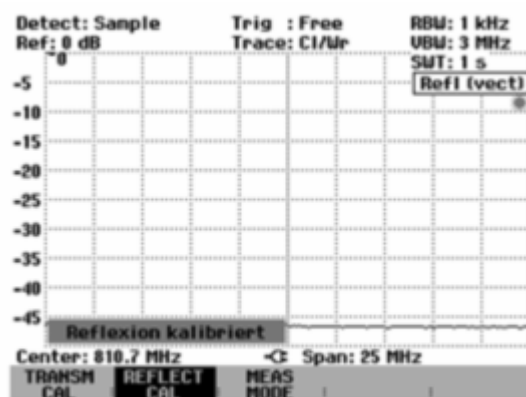 Detect: Sample Trig : Free RBW: 1 kHz
Ref: 0 dB Trace: Cl/Wr VBW: 3 MHz
SWT: 1 s
0
Refl (vect)
-5
-10
-15
-20
-25
-30
-35
-40
-45
Reflexion kalibriert
Center: 810.7 MHz Span: 25 MHz
TRANSM REFLECT MEAS
CAL CAL MODE